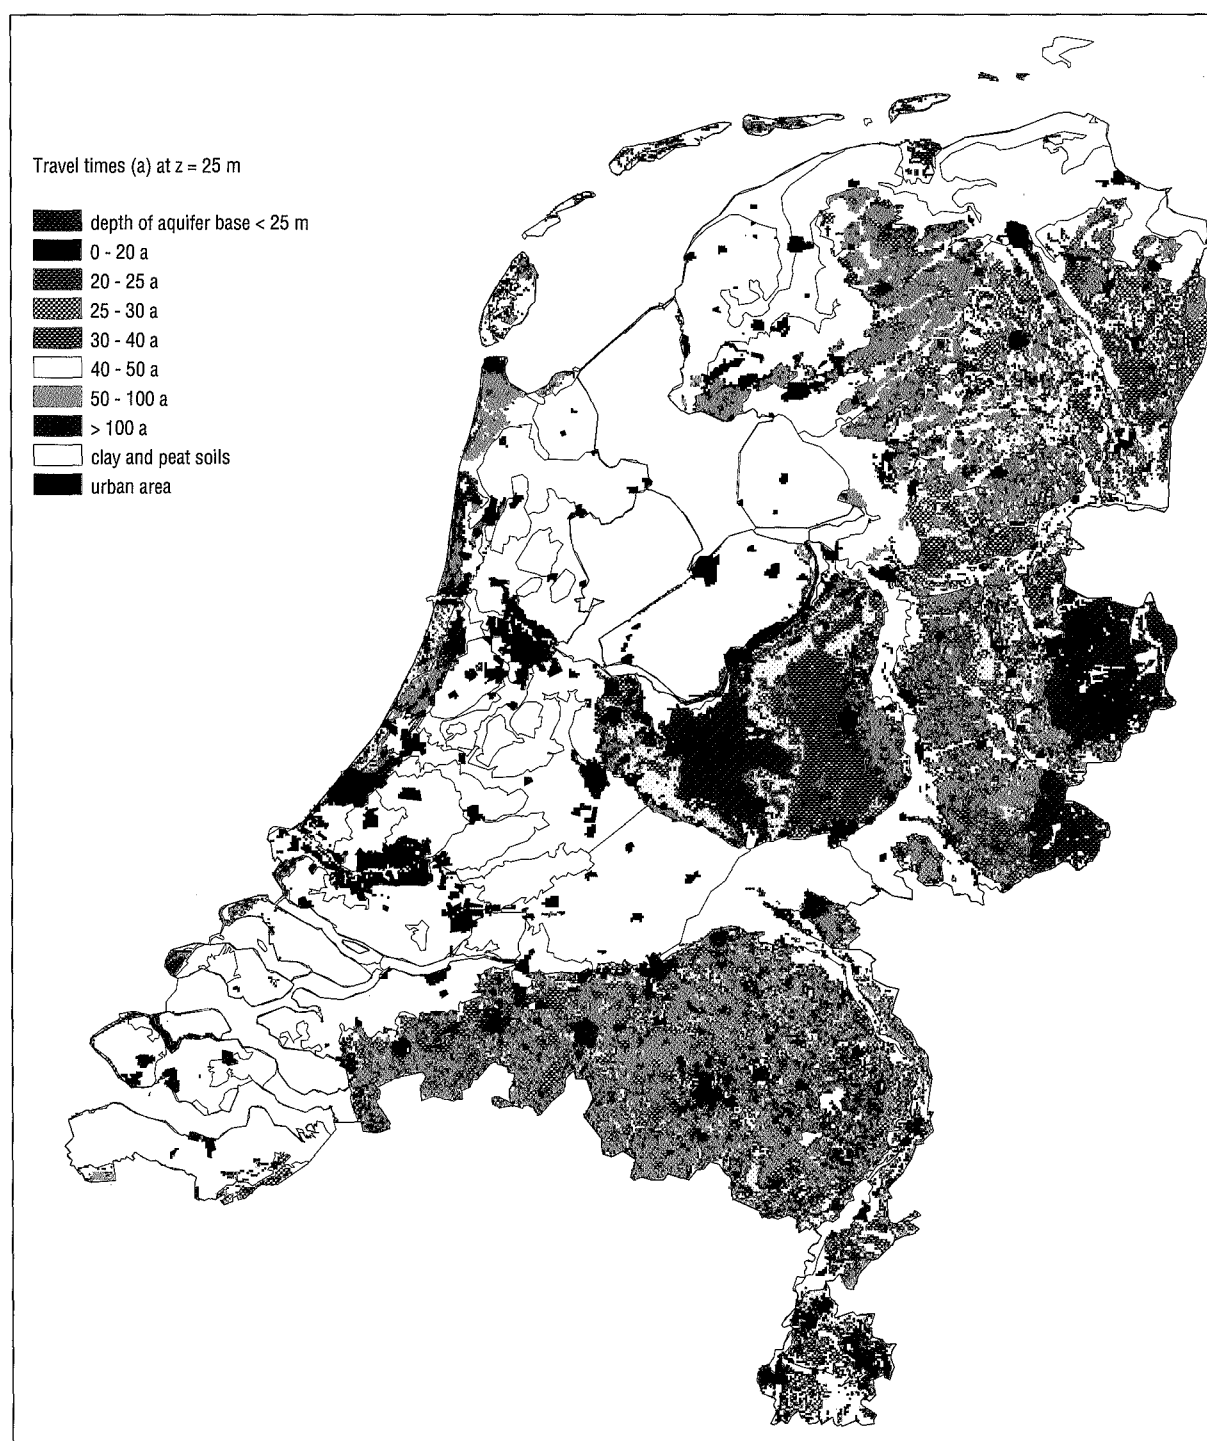 Travel times (a) at z = 25 m
depth of aquifer base < 25 m
0 - 20 a
20 - 25 a
25 - 30 a
30 - 40 a
40 - 50 a
50 - 100 a
> 100 a
clay and peat soils
urban area